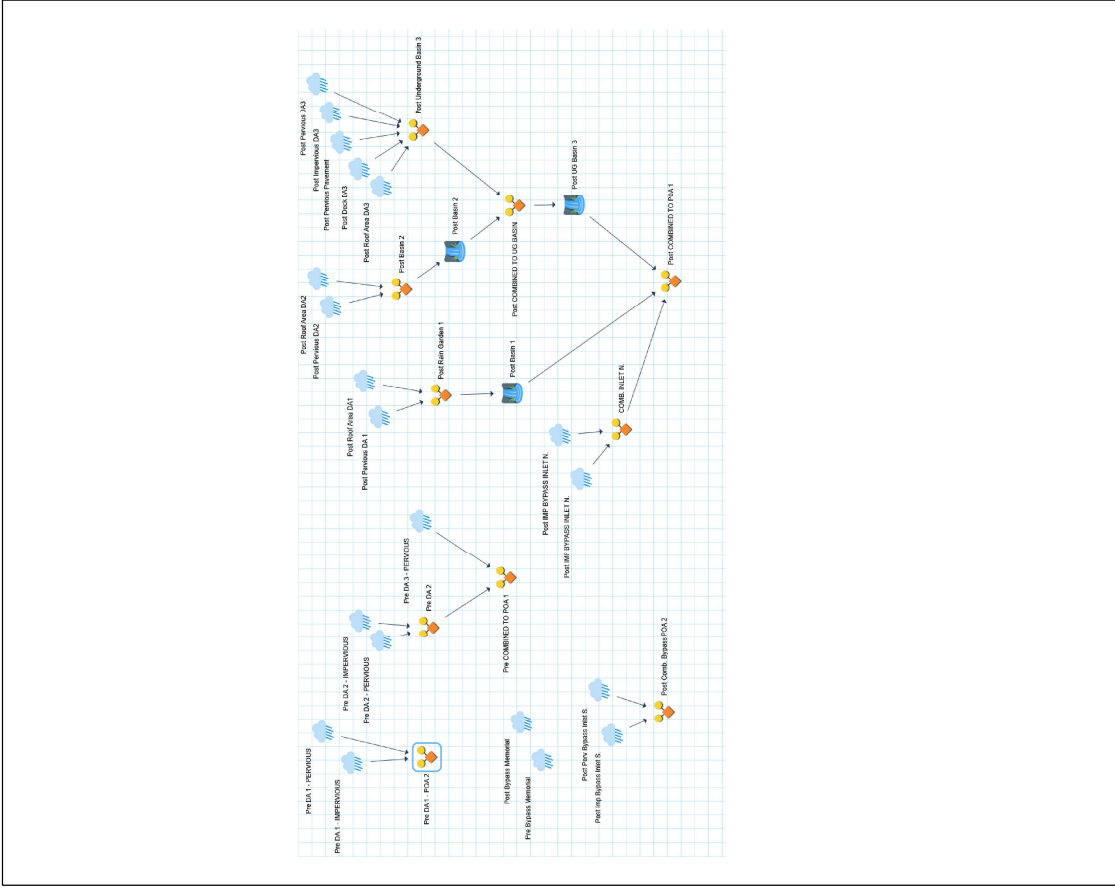 Post Pervious DA3
Post Impervious DA3
Post Pervious Pavement
Post Deck DA3
Post Roof Area DA3
Post Underground Basin 3
Post Roof Area DA2
Post Pervious DA2
Post Basin 2
Post Basin 2
Post COMBINED TO UG BASIN
Post UG Basin 3
Post COMBINED TO POA 1
Post Roof Area DA1
Post Pervious DA 1
Post Rain Garden 1
Post Basin 1
Post IMP BYPASS INLET N.
Post IMP BYPASS INLET N.
COMB. INLET N.
Pre DA 3 - PERVIOUS
Pre DA 2 - IMPERVIOUS
Pre DA 2 - PERVIOUS
Pre DA 2
Pre COMBINED TO POA 1
Pre DA 1 - PERVIOUS
Pre DA 1 - IMPERVIOUS
Pre DA1 - POA 2
Post Bypass Memorial
Pre Bypass Memorial
Post Perv Bypass Inlet S.
Post Imp Bypass Inlet S.
Post Comb. Bypass POA 2